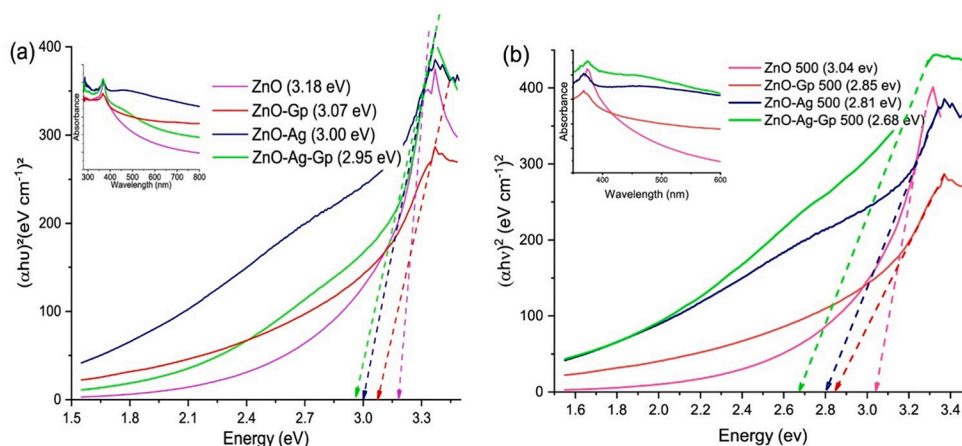 (a)
(αhυ)²(eV cm⁻¹)²
400
300
200
100
0
1.5
1.8
2.1
2.4
2.7
3.0
3.3
Energy (eV)
Absorbance
300
400
500
600
700
800
Wavelength (nm)
ZnO (3.18 eV)
ZnO-Gp (3.07 eV)
ZnO-Ag (3.00 eV)
ZnO-Ag-Gp (2.95 eV)
(b)
(αhv)² (eV cm⁻¹)²
400
300
200
100
0
1.6
1.8
2.0
2.2
2.4
2.6
2.8
3.0
3.2
3.4
Energy (ev)
Absorbance
400
500
600
Wavelength (nm)
ZnO 500 (3.04 ev)
ZnO-Gp 500 (2.85 ev)
ZnO-Ag 500 (2.81 ev)
ZnO-Ag-Gp 500 (2.68 eV)